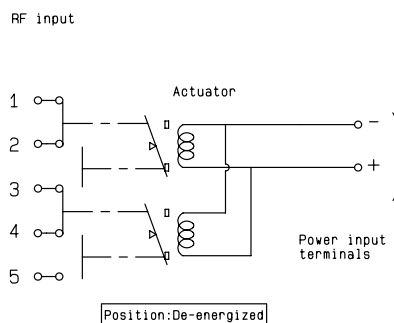 RF input
Actuator
1
2
3
4
5
−
+
Power input
terminals
Position:De-energized